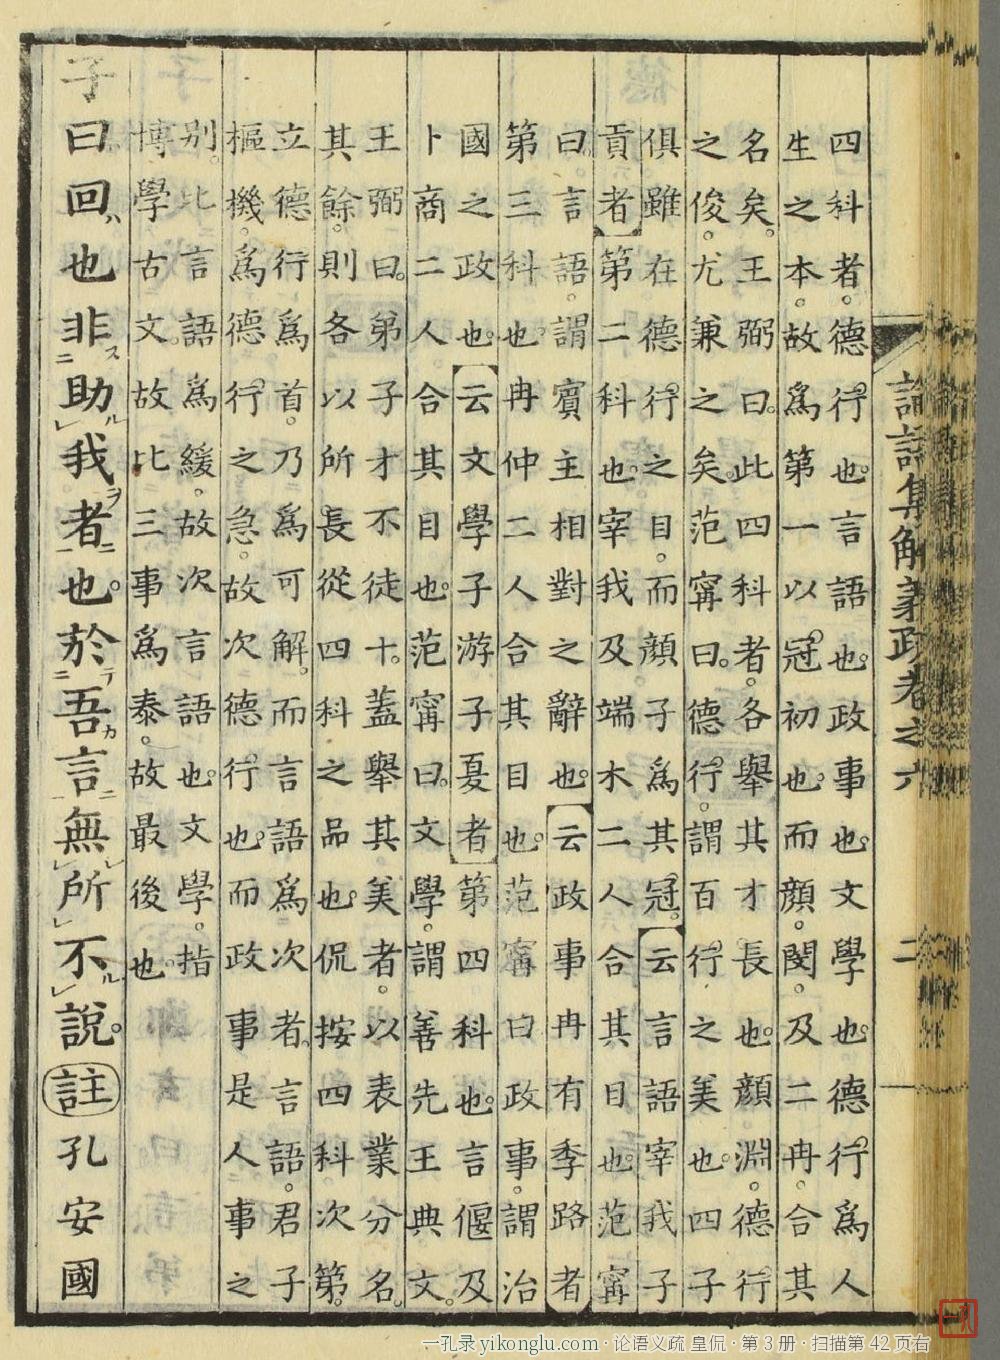 四科者。德行也。言語也。政事也。文學也。德行爲人
生之本。故爲第一以冠初也。而顏。閔。及二冉。合其
名矣。王弼曰。此四科者。各舉其才長也。顏淵。德行
之俊。尤兼之矣。范甯曰。德行。謂百行之美也。四子
俱雖在德行之目。而顏子爲其冠。云言語宰我子
貢者第二科也。宰我及端木二人合其目也。范甯
曰。言語。謂賓主相對之辭也。云政事冉有季路者
第三科也。冉仲二人合其目也。范甯曰政事。謂治
國之政也。云文學子游子夏者第四科也。言偃及
卜商二人合其目也。范甯曰。文學。謂善先王典文。
王弼曰。弟子才不徒十。蓋舉其美者。以表業分名。
其餘。則各以所長從四科之品也。侃按四科次第。
立德行爲首。乃爲可解。而言語爲次者。言語。君子
樞機。爲德行之急。故次德行也。而政事是人事之
別。比言語爲緩。故次言語也。文學。指
博學古文。故比三事爲泰。故最後也。
子曰回也非助我者也。於吾言無所不說。註孔安國
論語集解義疏卷之六
二
一孔录 yikonglu.com · 论语义疏 皇侃 · 第 3 册 · 扫描第 42 页右